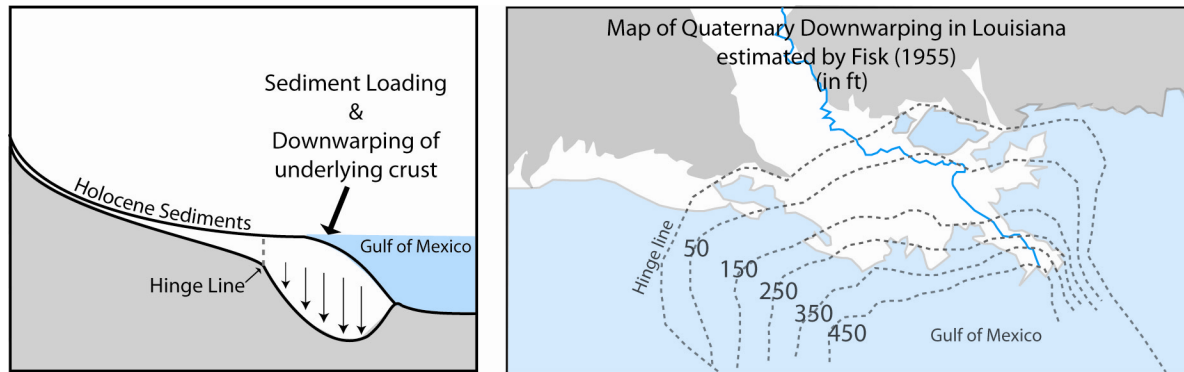 Sediment Loading
&
Downwarping of
underlying crust
Holocene Sediments
Gulf of Mexico
Hinge Line
Map of Quaternary Downwarping in Louisiana
estimated by Fisk (1955)
(in ft)
Hinge line
50
150
250
350
450
Gulf of Mexico